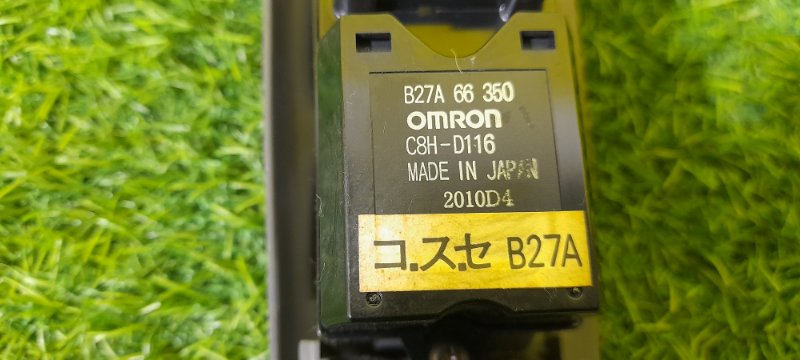 B27A 66 350
OMRON
C8H-D116
MADE IN JAPAN
2010D4
コ.ス.セ B27A